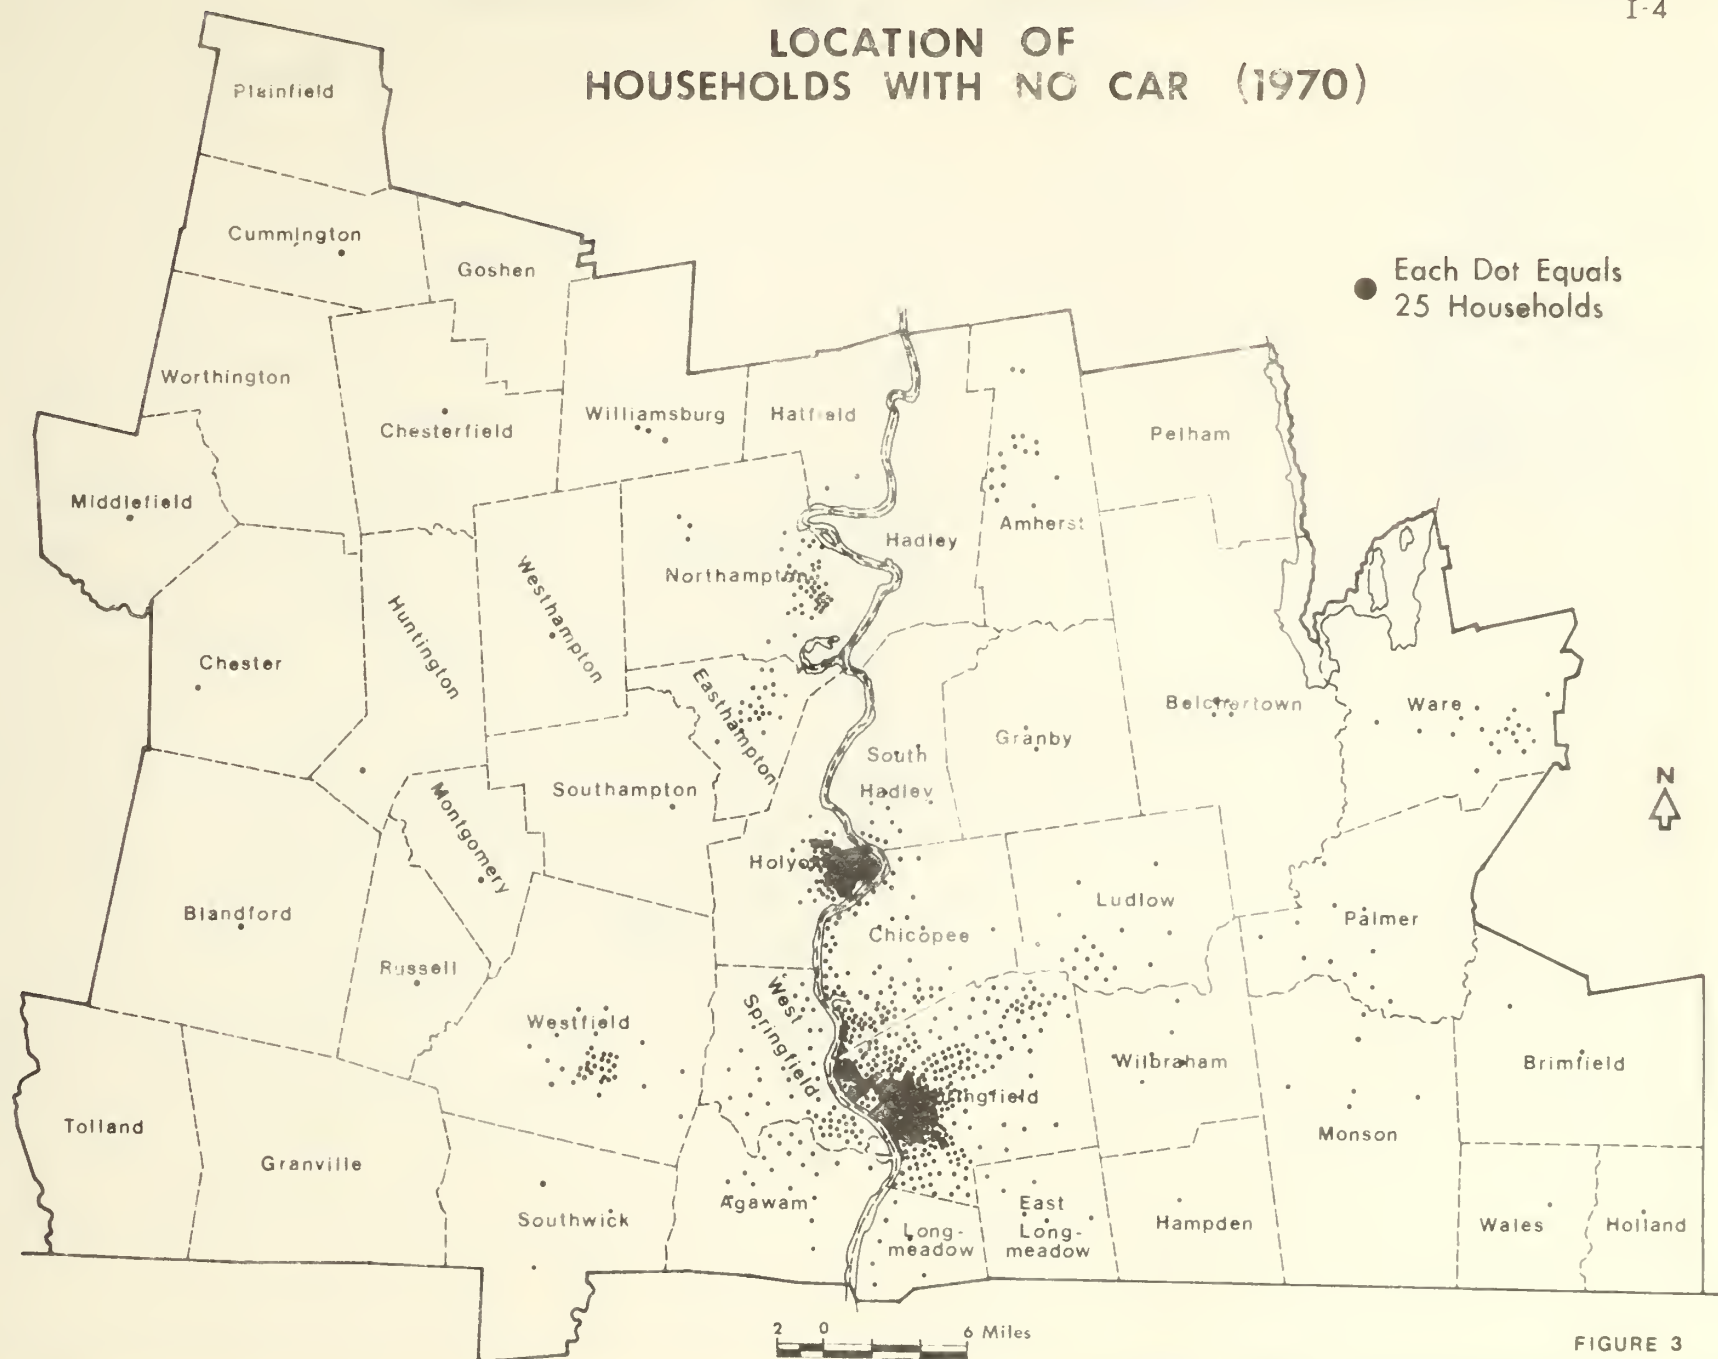 I-4
LOCATION OF
HOUSEHOLDS WITH NO CAR (1970)
Each Dot Equals
25 Households
Plainfield
Cummington
Goshen
Worthington
Chesterfield
Williamsburg
Hatfield
Pelham
Middlefield
Amherst
Hadley
Northampton
Westhampton
Huntington
Chester
Easthampton
Belchertown
Ware
Granby
South
Hadley
N
Southampton
Montgomery
Holyo
Ludlow
Palmer
Blandford
Chicopee
Russell
West
Springfield
Westfield
Wilbraham
Brimfield
ringfield
Tolland
Monson
Granville
Agawam
East
Long-
meadow
Southwick
Long-
meadow
Hampden
Wales
Holland
2 0 6 Miles
FIGURE 3